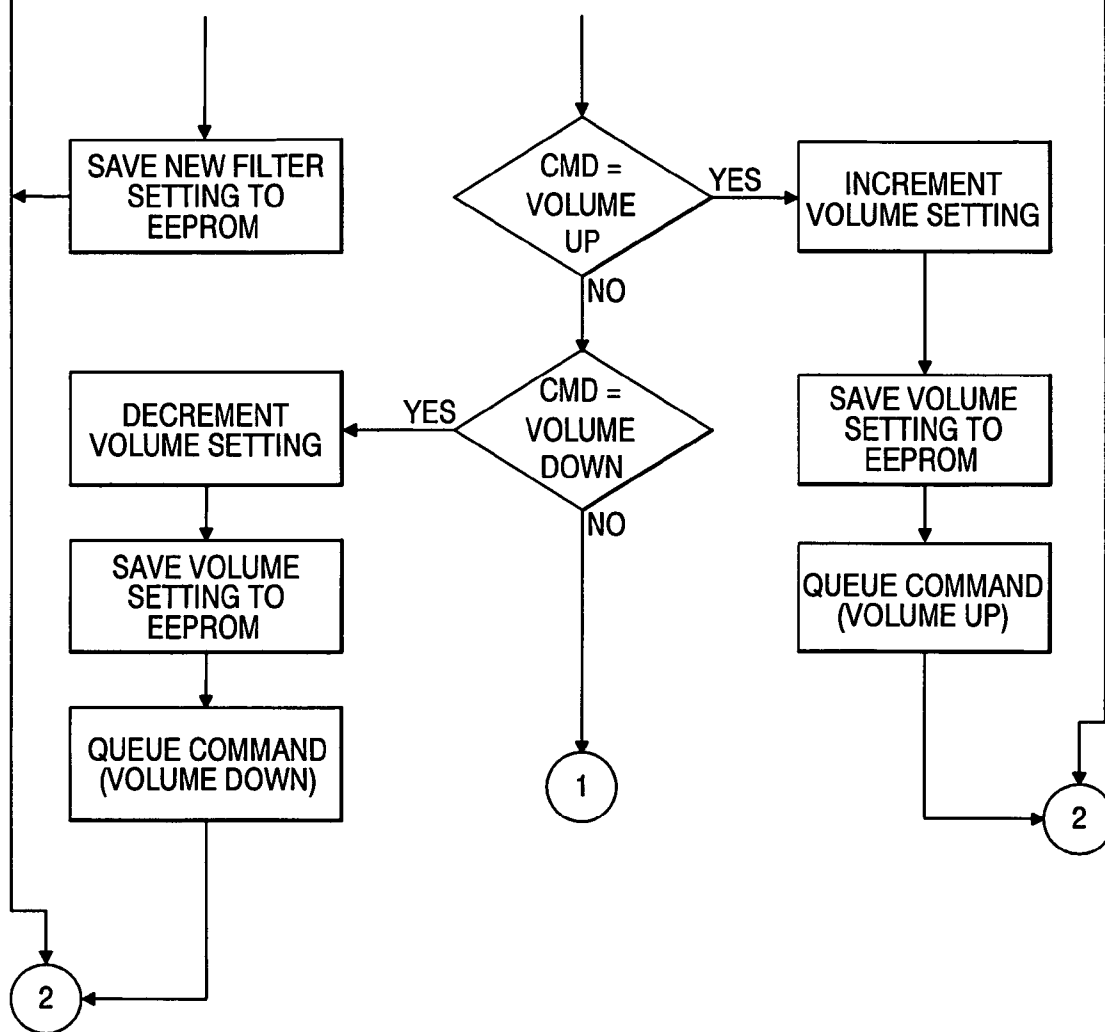 SAVE NEW FILTER
SETTING TO
EEPROM
CMD =
VOLUME
UP
YES
INCREMENT
VOLUME SETTING
NO
DECREMENT
VOLUME SETTING
YES
CMD =
VOLUME
DOWN
SAVE VOLUME
SETTING TO
EEPROM
NO
SAVE VOLUME
SETTING TO
EEPROM
QUEUE COMMAND
(VOLUME UP)
QUEUE COMMAND
(VOLUME DOWN)
1
2
2